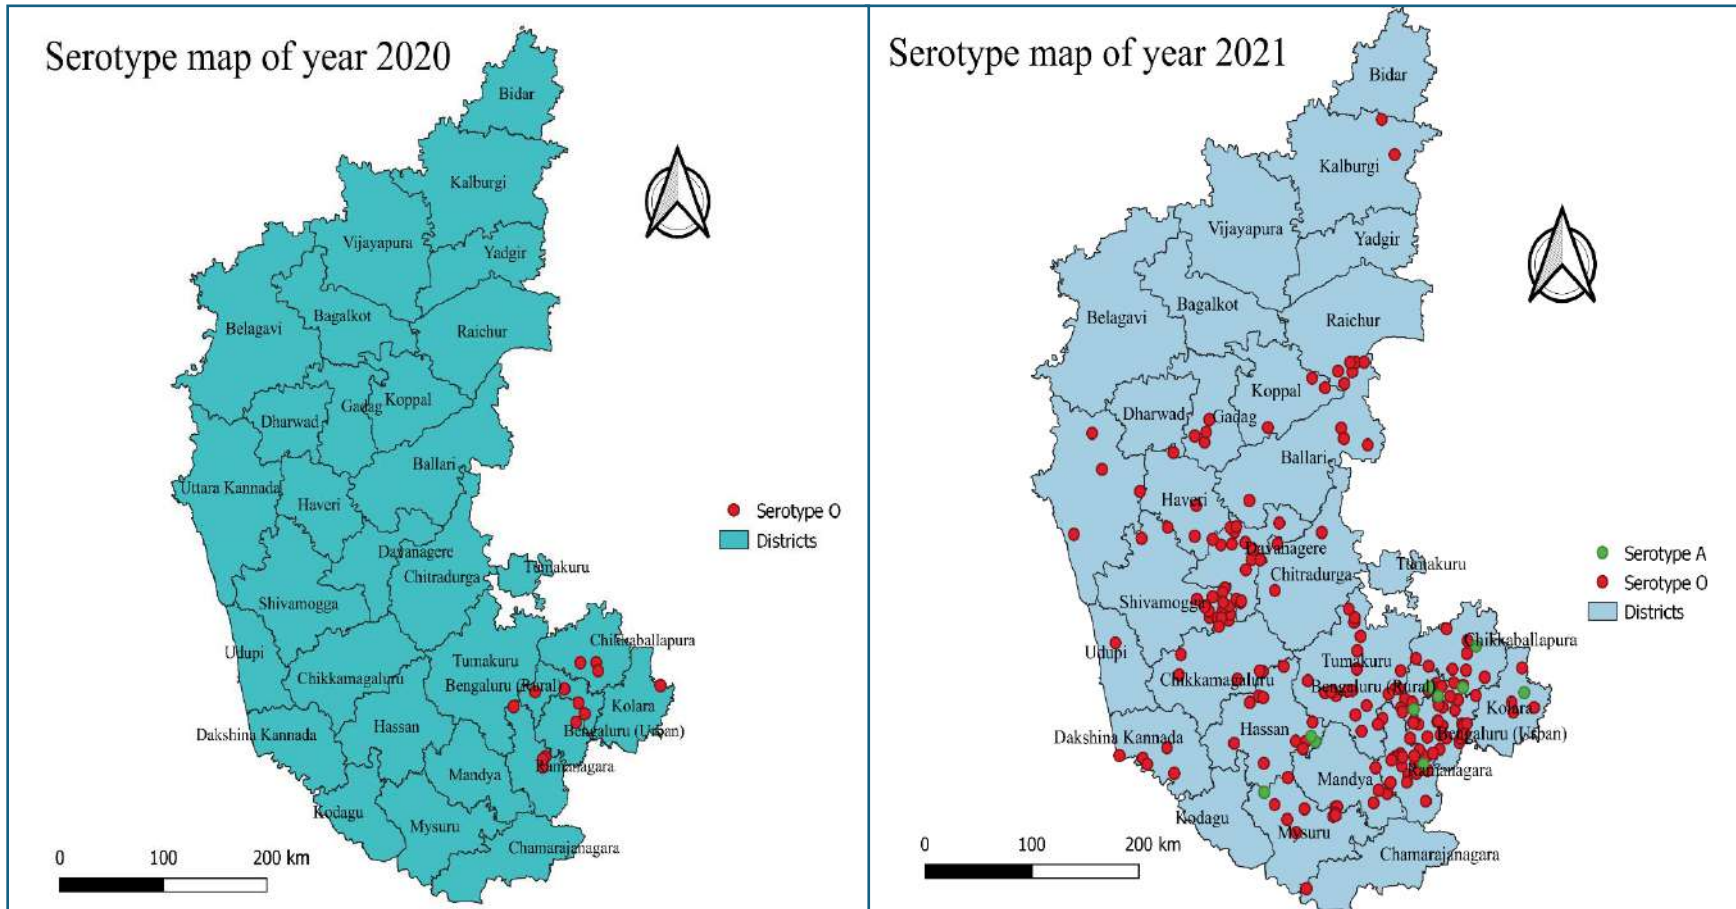 Serotype map of year 2020
Bidar
Kalburgi
Vijayapura
Yadgir
Bagalkot
Belagavi
Raichur
Koppal
Gadag
Dharwad
Ballari
Uttara Kannada
Haveri
Serotype O
Districts
Davanagere
Tumakuru
Chitradurga
Shivamogga
Chikkaballapura
Udupi
Tumakuru
Chikkamagaluru
Bengaluru (Rural)
Kolara
Hassan
Dakshina Kannada
Bengaluru (Urban)
Ramanagara
Mandya
Kodagu
Mysuru
Chamarajanagara
0 100 200 km
Serotype map of year 2021
Bidar
Kalburgi
Vijayapura
Yadgir
Bagalkot
Belagavi
Raichur
Koppal
Dharwad
Gadag
Ballari
Haveri
Davanagere
Serotype A
Tumakuru
Chitradurga
Serotype O
Shivamogga
Districts
Chikkaballapura
Udupi
Tumakuru
Chikkamagaluru
Bengaluru (Rural)
Kolara
Hassan
Dakshina Kannada
Bengaluru (Urban)
Ramanagara
Mandya
Kodagu
Mysuru
Chamarajanagara
0 100 200 km